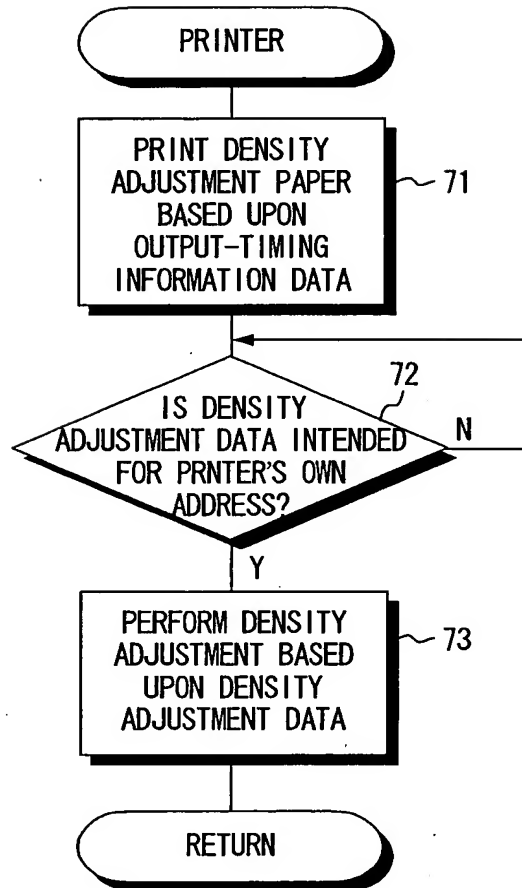 PRINTER
PRINT DENSITY
ADJUSTMENT PAPER
BASED UPON
OUTPUT-TIMING
INFORMATION DATA
71
72
IS DENSITY
ADJUSTMENT DATA INTENDED
FOR PRNTER'S OWN
ADDRESS?
N
Y
PERFORM DENSITY
ADJUSTMENT BASED
UPON DENSITY
ADJUSTMENT DATA
73
RETURN